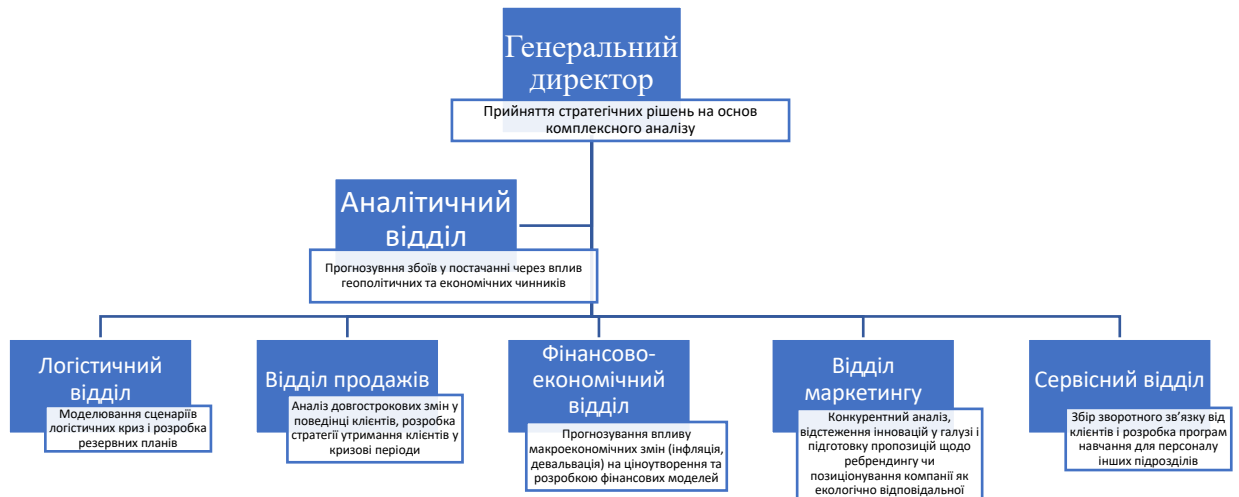 Генеральний
директор
Прийняття стратегічних рішень на основ
комплексного аналізу
Аналітичний
відділ
Прогнозувння збоїв у постачанні через вплив
геополітичних та економічних чинників
Логістичний
відділ
Моделювання сценаріїв
логістичних криз і розробка
резервних планів
Відділ продажів
Аналіз довгострокових змін у
поведінці клієнтів, розробка
стратегії утримання клієнтів у
кризові періоди
Фінансово-
економічний
відділ
Прогнозування впливу
макроекономічних змін (інфляція,
девальвація) на ціноутворення та
розробкою фінансових моделей
Відділ
маркетингу
Конкурентний аналіз,
відстеження інновацій у галузі і
підготовку пропозицій щодо
ребрендингу чи
позиціонування компанії як
екологічно відповідальної
Сервісний відділ
Збір зворотного зв’язку від
клієнтів і розробка програм
навчання для персоналу
інших підрозділів